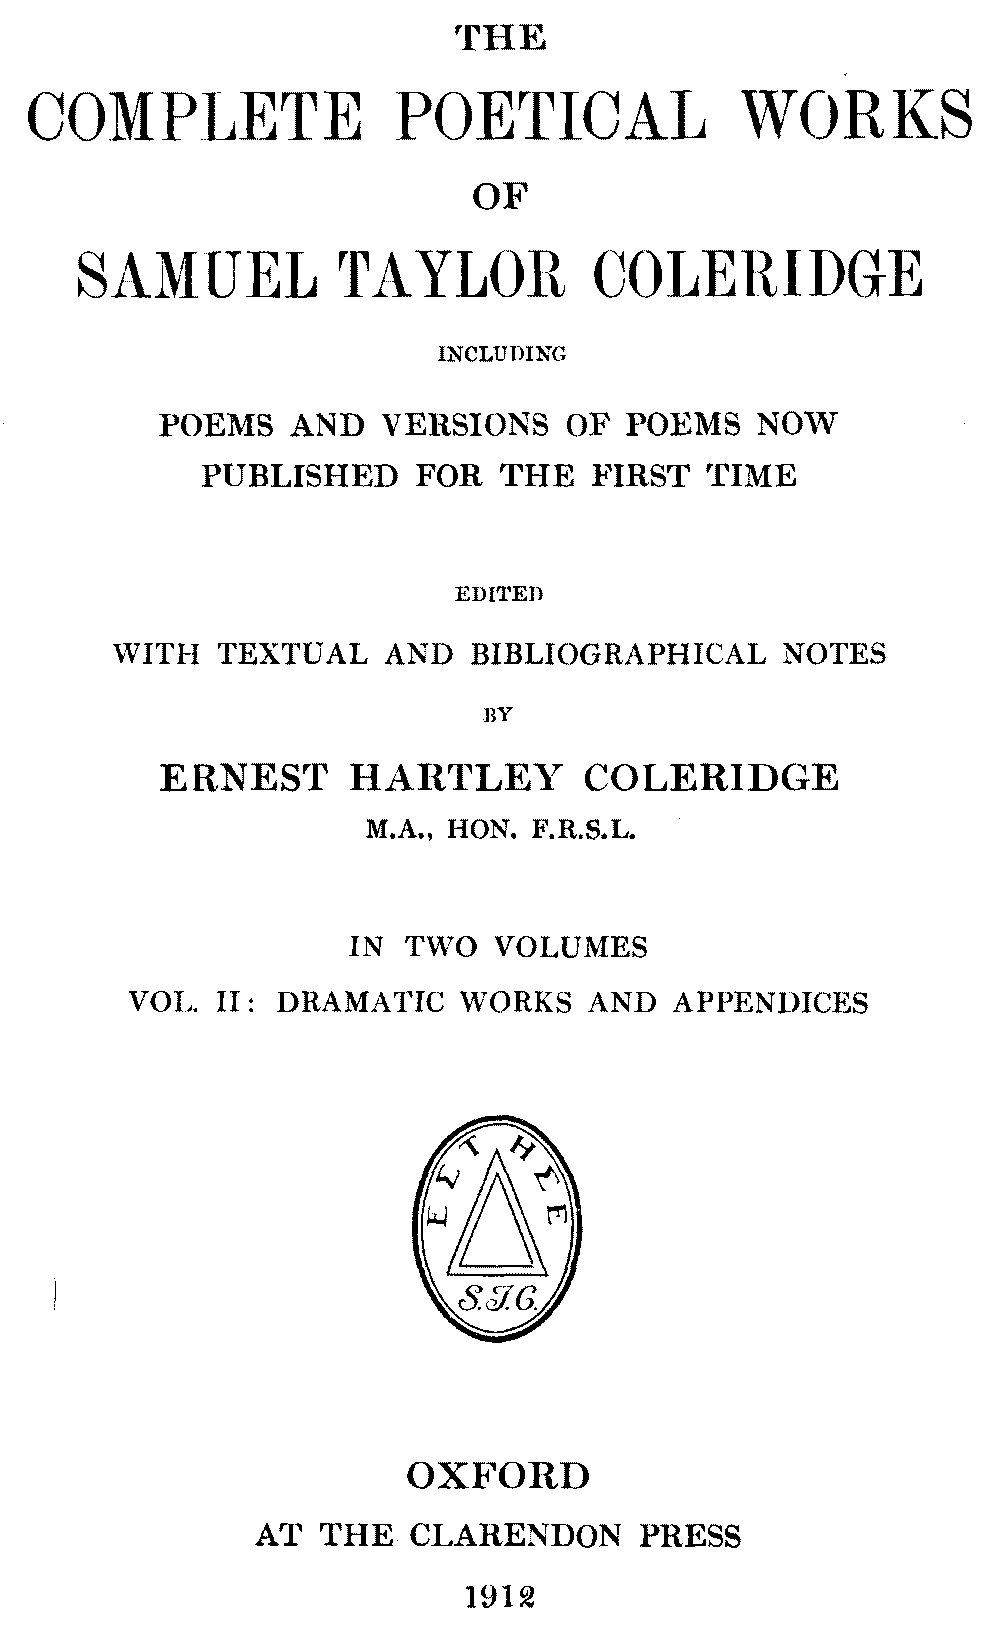 THE
COMPLETE POETICAL WORKS
OF
SAMUEL TAYLOR COLERIDGE
INCLUDING
POEMS AND VERSIONS OF POEMS NOW
PUBLISHED FOR THE FIRST TIME
EDITED
WITH TEXTUAL AND BIBLIOGRAPHICAL NOTES
BY
ERNEST HARTLEY COLERIDGE
M.A., HON. F.R.S.L.
IN TWO VOLUMES
VOL. II: DRAMATIC WORKS AND APPENDICES
ΕΣΤΗΣΕ
S.T.C.
OXFORD
AT THE CLARENDON PRESS
1912